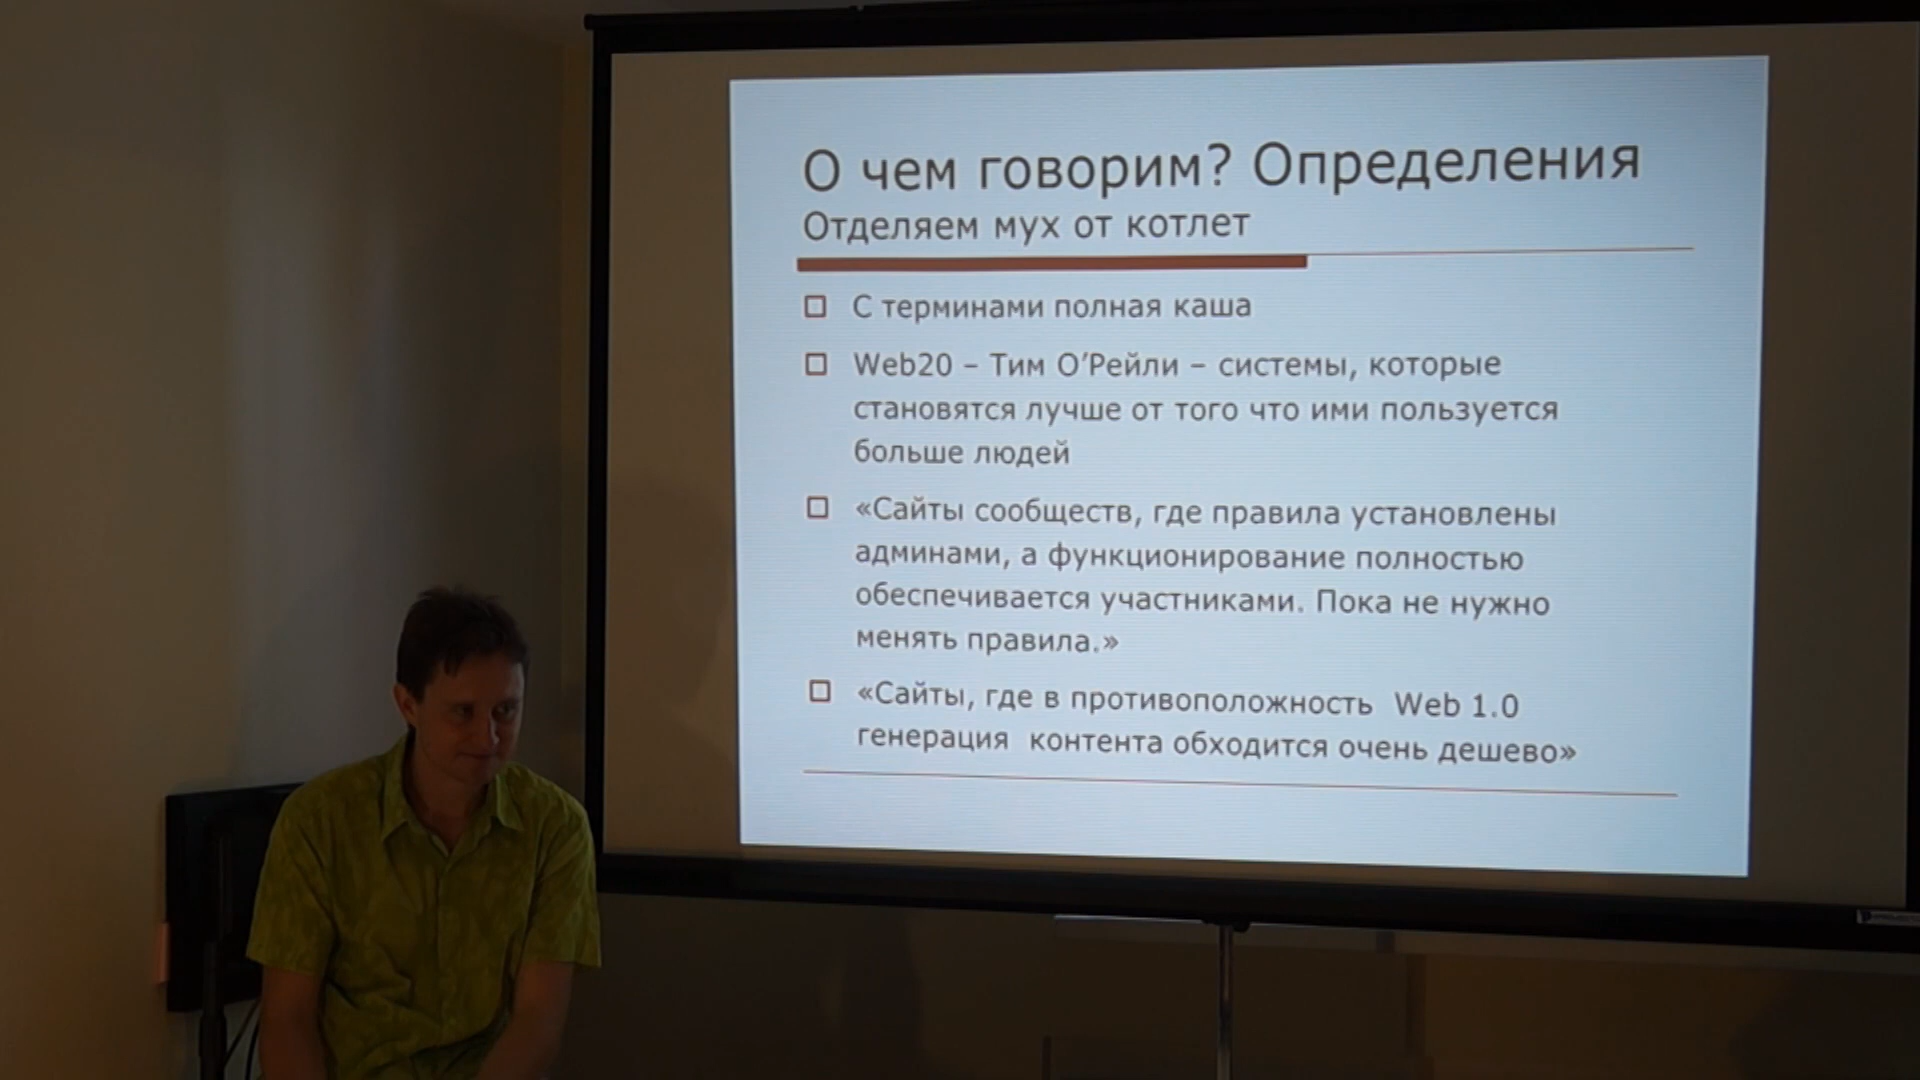 О чем говорим? Определения
Отделяем мух от котлет
С терминами полная каша
Web20 – Тим О’Рейли – системы, которые
становятся лучше от того что ими пользуется
больше людей
«Сайты сообществ, где правила установлены
админами, а функционирование полностью
обеспечивается участниками. Пока не нужно
менять правила.»
«Сайты, где в противоположность  Web 1.0
генерация  контента обходится очень дешево»